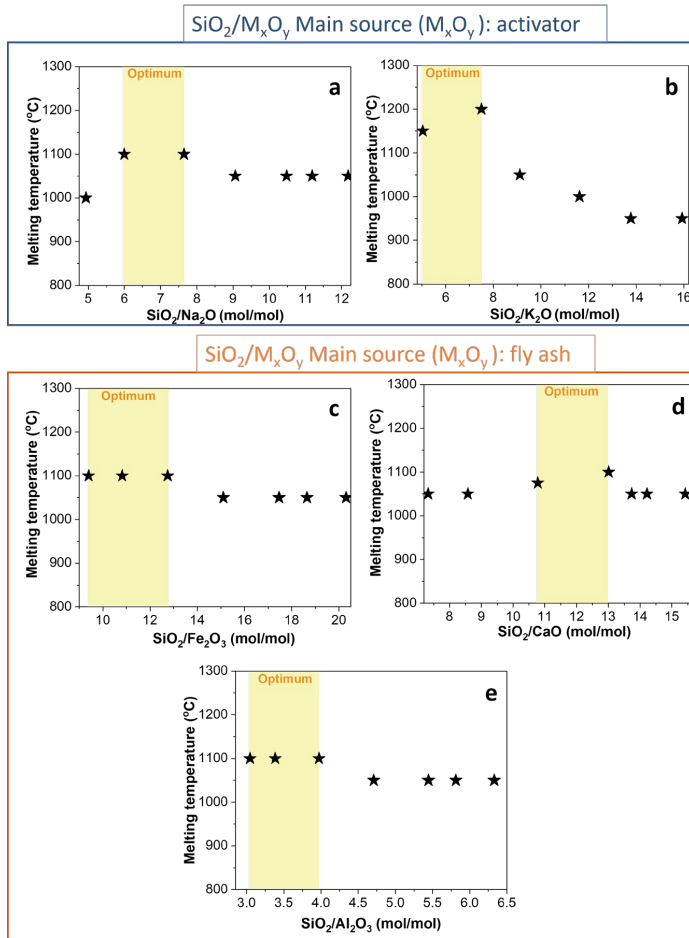 SiO₂/MₓOᵧ Main source (MₓOᵧ): activator
Optimum
a
1300
1200
1100
1000
900
800
Melting temperature (°C)
5 6 7 8 9 10 11 12
SiO₂/Na₂O (mol/mol)
Optimum
b
1300
1200
1100
1000
900
800
Melting temperature (°C)
6 8 10 12 14 16
SiO₂/K₂O (mol/mol)
SiO₂/MₓOᵧ Main source (MₓOᵧ): fly ash
Optimum
c
1300
1200
1100
1000
900
800
Melting temperature (°C)
10 12 14 16 18 20
SiO₂/Fe₂O₃ (mol/mol)
Optimum
d
1300
1200
1100
1000
900
800
Melting temperature (°C)
8 9 10 11 12 13 14 15
SiO₂/CaO (mol/mol)
Optimum
e
1300
1200
1100
1000
900
800
Melting temperature (°C)
3.0 3.5 4.0 4.5 5.0 5.5 6.0 6.5
SiO₂/Al₂O₃ (mol/mol)